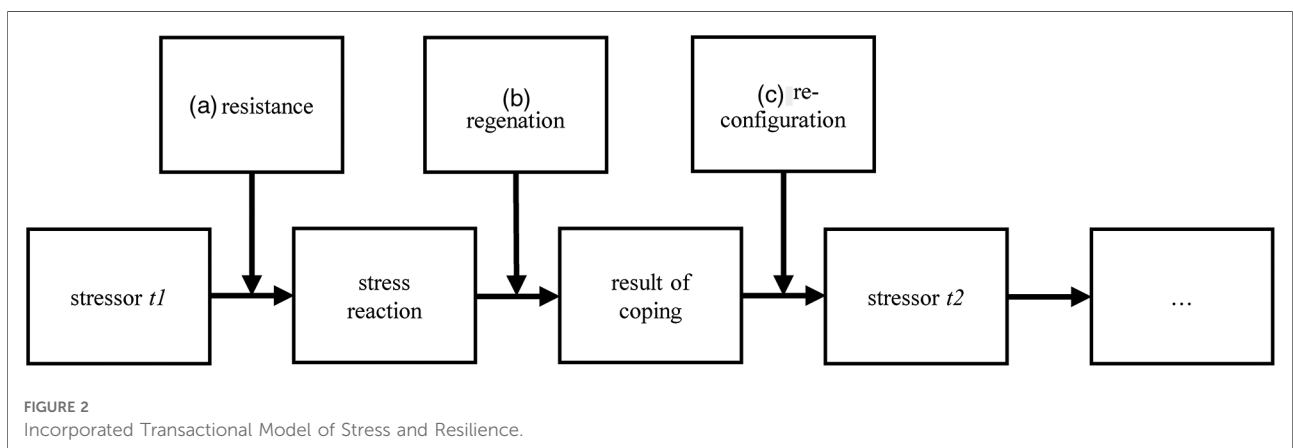 (a) resistance
(b)
regenation
(c) re-
configuration
stressor t1
stress
reaction
result of
coping
stressor t2
...
FIGURE 2
Incorporated Transactional Model of Stress and Resilience.